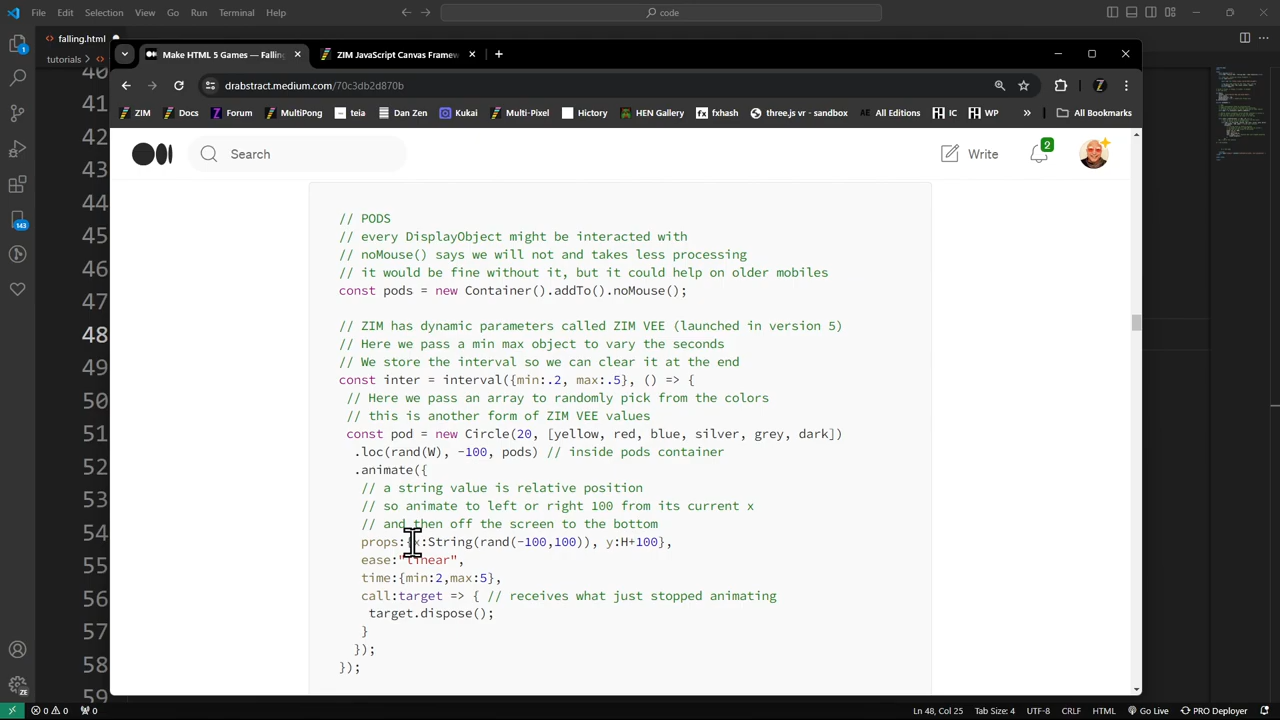 File Edit Selection View Go Run Terminal Help
code
falling.html
tutorials >
Make HTML 5 Games — Falling
ZIM JavaScript Canvas Framew
drabstract.medium.com/70c3db2d870b
ZIM Docs Forum MultiPong Dan Zen Kuki History HEN Gallery fxhash three.js vr - sandbox All Editions WP » All Bookmarks
Search
Write
2
// PODS
// every DisplayObject might be interacted with
// noMouse() says we will not and takes less processing
// it would be fine without it, but it could help on older mobiles
const pods = new Container().addTo().noMouse();
// ZIM has dynamic parameters called ZIM VEE (launched in version 5)
// Here we pass a min max object to vary the seconds
// We store the interval so we can clear it at the end
const inter = interval({min:.2, max:.5}, () => {
// Here we pass an array to randomly pick from the colors
// this is another form of ZIM VEE values
const pod = new Circle(20, [yellow, red, blue, silver, grey, dark])
.loc(rand(W), -100, pods) // inside pods container
.animate({
// a string value is relative position
// so animate to left or right 100 from its current x
// and then off the screen to the bottom
props:{x:String(rand(-100,100)), y:H+100},
ease:"linear",
time:{min:2,max:5},
call:target => { // receives what just stopped animating
target.dispose();
}
});
});
40
41
42
43
44
45
46
47
48
49
50
51
52
53
54
55
56
57
58
59
1
143
ZE
0 0 0
Ln 48, Col 25 Tab Size: 4 UTF-8 CRLF HTML Go Live PRO Deployer